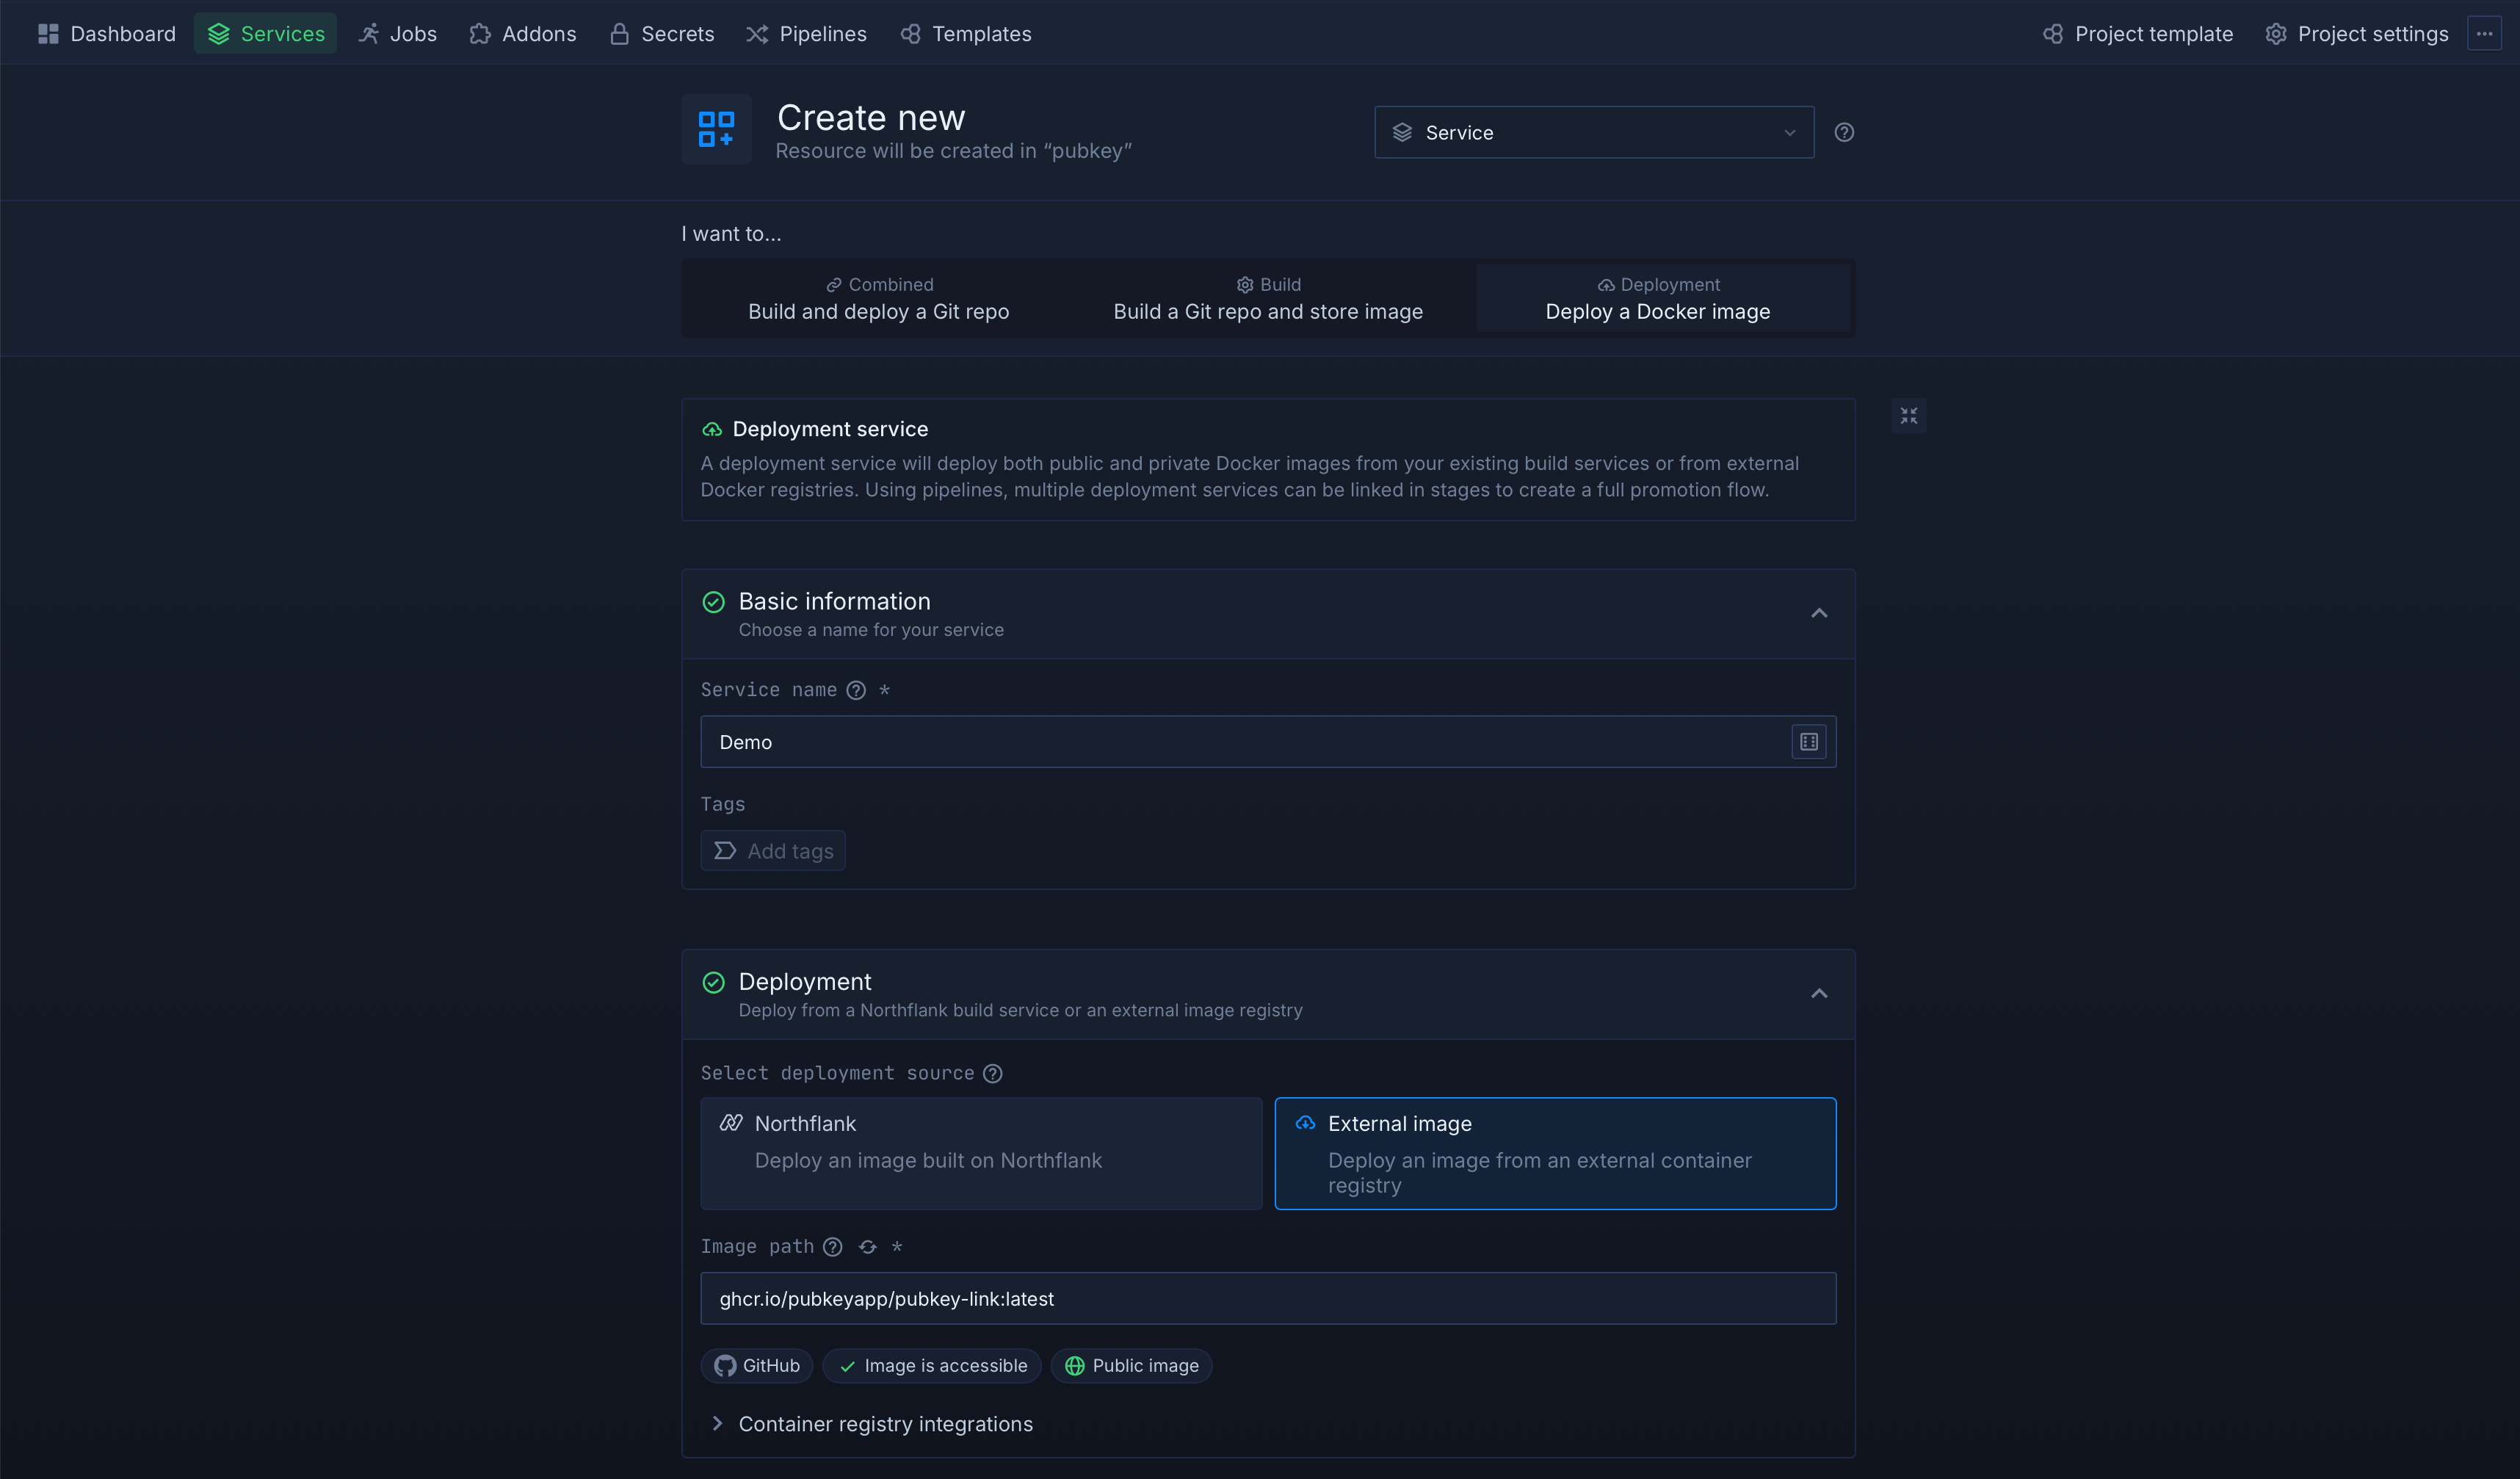 Dashboard Services Jobs Addons Secrets Pipelines Templates Project template Project settings
Create new
Resource will be created in “pubkey”
Service
I want to...
Combined
Build and deploy a Git repo
Build
Build a Git repo and store image
Deployment
Deploy a Docker image
Deployment service
A deployment service will deploy both public and private Docker images from your existing build services or from external
Docker registries. Using pipelines, multiple deployment services can be linked in stages to create a full promotion flow.
Basic information
Choose a name for your service
Service name *
Demo
Tags
Add tags
Deployment
Deploy from a Northflank build service or an external image registry
Select deployment source
Northflank
Deploy an image built on Northflank
External image
Deploy an image from an external container
registry
Image path *
ghcr.io/pubkeyapp/pubkey-link:latest
GitHub Image is accessible Public image
Container registry integrations